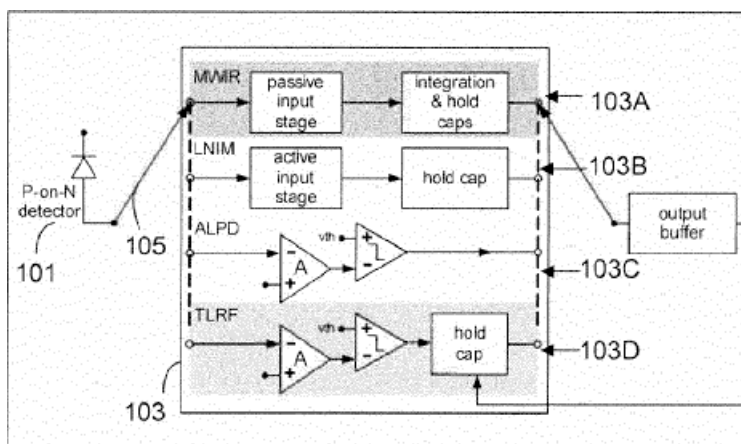 MWIR
passive
input
stage
integration
& hold
caps
103A
LNIM
active
input
stage
hold cap
103B
P-on-N
detector
101
105
output
buffer
ALPD
A
vth
103C
TLRF
A
vth
hold
cap
103D
103